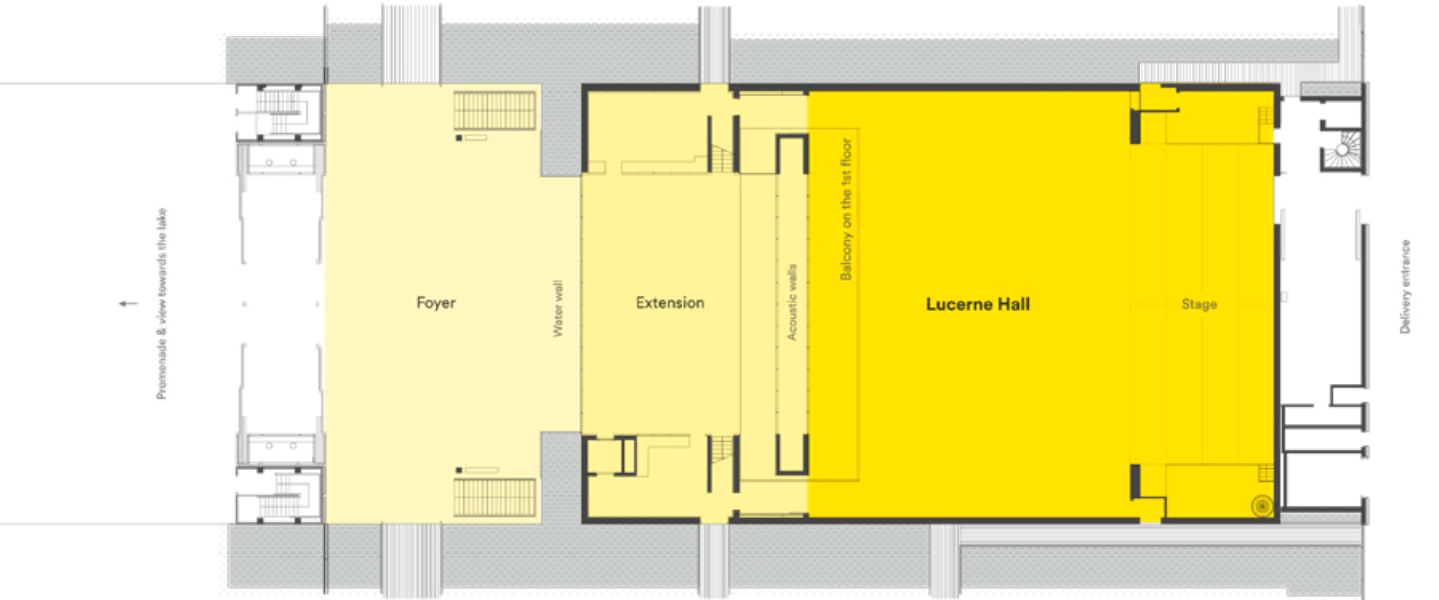 Promenade & view towards the lake
Foyer
Water wall
Extension
Acoustic walls
Balcony on the 1st floor
Lucerne Hall
Stage
Delivery entrance